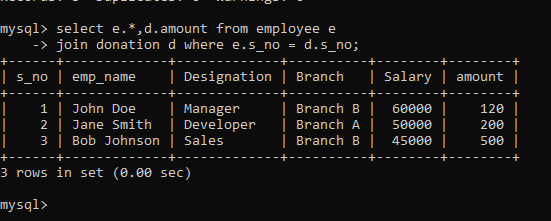 mysql> select e.*,d.amount from employee e
    -> join donation d where e.s_no = d.s_no;
+------+-------------+-------------+----------+--------+--------+
| s_no | emp_name    | Designation | Branch   | Salary | amount |
+------+-------------+-------------+----------+--------+--------+
|    1 | John Doe    | Manager     | Branch B |  60000 |    120 |
|    2 | Jane Smith  | Developer   | Branch A |  50000 |    200 |
|    3 | Bob Johnson | Sales       | Branch B |  45000 |    500 |
+------+-------------+-------------+----------+--------+--------+
3 rows in set (0.00 sec)
mysql>